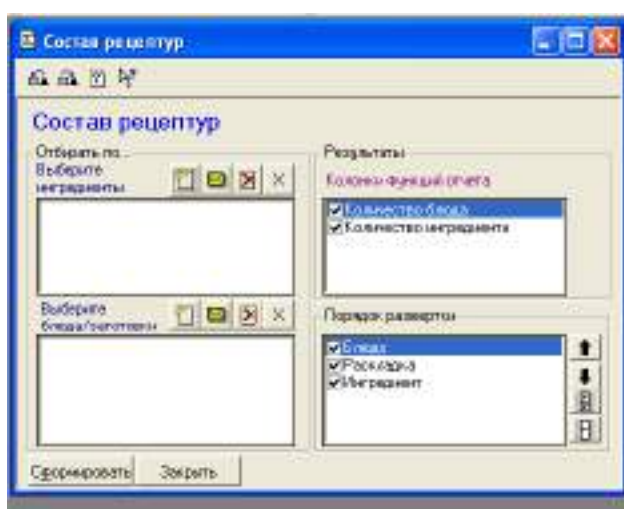 Состав рецептур
Состав рецептур
Отбирать по...
Выберите
ингредиенты
Выберите
блюда/заготовки
Результаты
Колонки функций отчета
Количество блюда
Количество ингредиента
Порядок развертки
Блюдо
Раскладка
Ингредиент
Сформировать
Закрыть